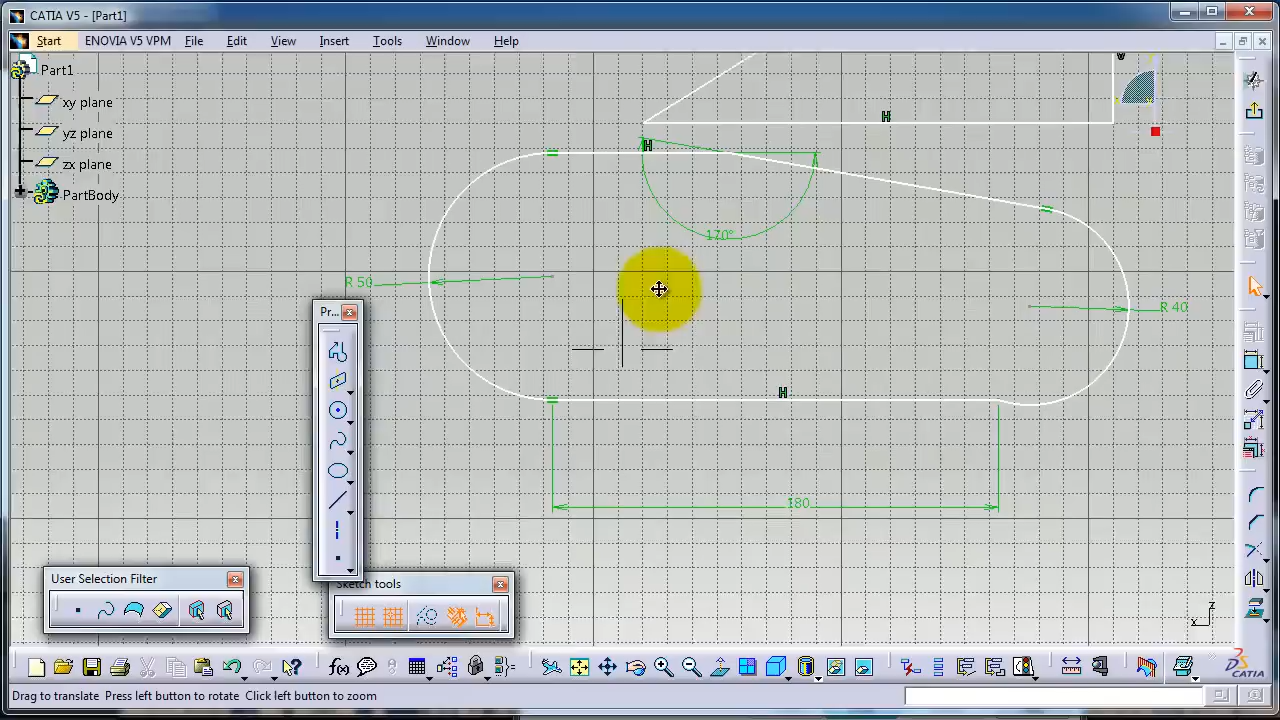 CATIA V5 - [Part1]
Start ENOVIA V5 VPM File Edit View Insert Tools Window Help
Part1
xy plane
yz plane
zx plane
PartBody
H
H
170°
R 50
R 40
H
180
Pr...
User Selection Filter
Sketch tools
f(x)
z
x
CATIA
Drag to translate Press left button to rotate Click left button to zoom